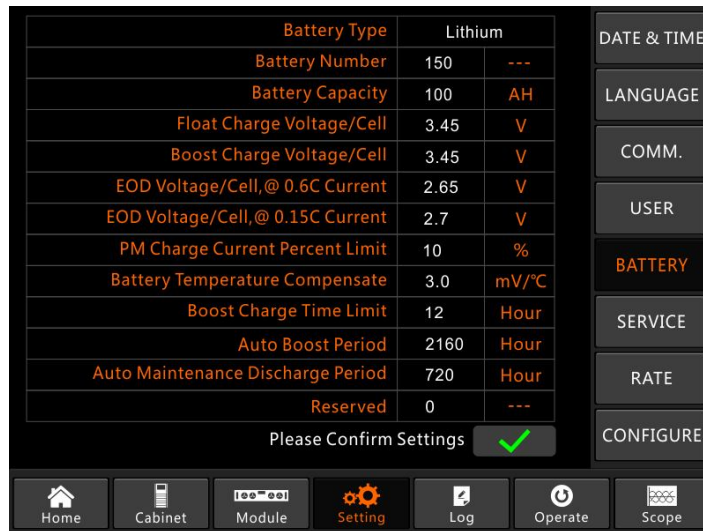 Battery Type Lithium
Battery Number 150 ---
Battery Capacity 100 AH
Float Charge Voltage/Cell 3.45 V
Boost Charge Voltage/Cell 3.45 V
EOD Voltage/Cell,@ 0.6C Current 2.65 V
EOD Voltage/Cell,@ 0.15C Current 2.7 V
PM Charge Current Percent Limit 10 %
Battery Temperature Compensate 3.0 mV/℃
Boost Charge Time Limit 12 Hour
Auto Boost Period 2160 Hour
Auto Maintenance Discharge Period 720 Hour
Reserved 0 ---
Please Confirm Settings
DATE & TIME
LANGUAGE
COMM.
USER
BATTERY
SERVICE
RATE
CONFIGURE
Home Cabinet Module Setting Log Operate Scope